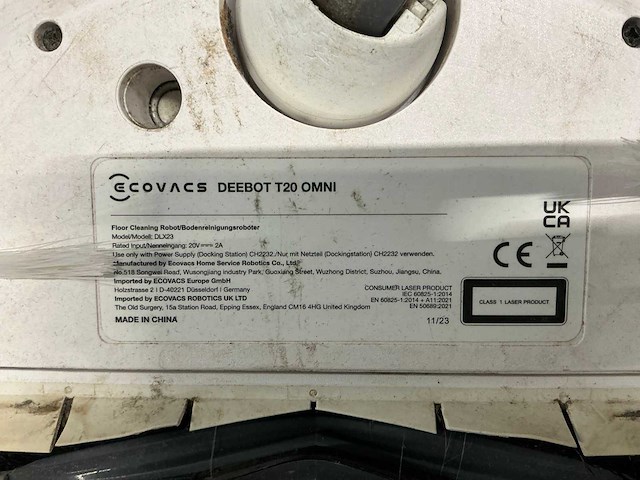 ECOVACS DEEBOT T20 OMNI
Floor Cleaning Robot/Bodenreinigungsroboter
Model/Modell: DLX23
Rated Input/Nenneingang: 20V⎓ 2A
Use only with Power Supply (Docking Station) CH2232 /Nur mit Netzteil (Dockingstation) CH2232 verwenden.
Manufactured by Ecovacs Home Service Robotics Co., Ltd.
No.518 Songwei Road, Wusongjiang Industry Park, Guoxiang Street, Wuzhong District, Suzhou, Jiangsu, China.
Imported by ECOVACS Europe GmbH
Holzstrasse 2 I D-40221 Düsseldorf I Germany
Imported by ECOVACS ROBOTICS UK LTD
The Old Surgery, 15a Station Road, Epping Essex, England CM16 4HG United Kingdom
MADE IN CHINA
UK
CA
CE
CONSUMER LASER PRODUCT
IEC 60825-1:2014
EN 60825-1:2014 + A11:2021
EN 50689:2021
11/23
CLASS 1 LASER PRODUCT